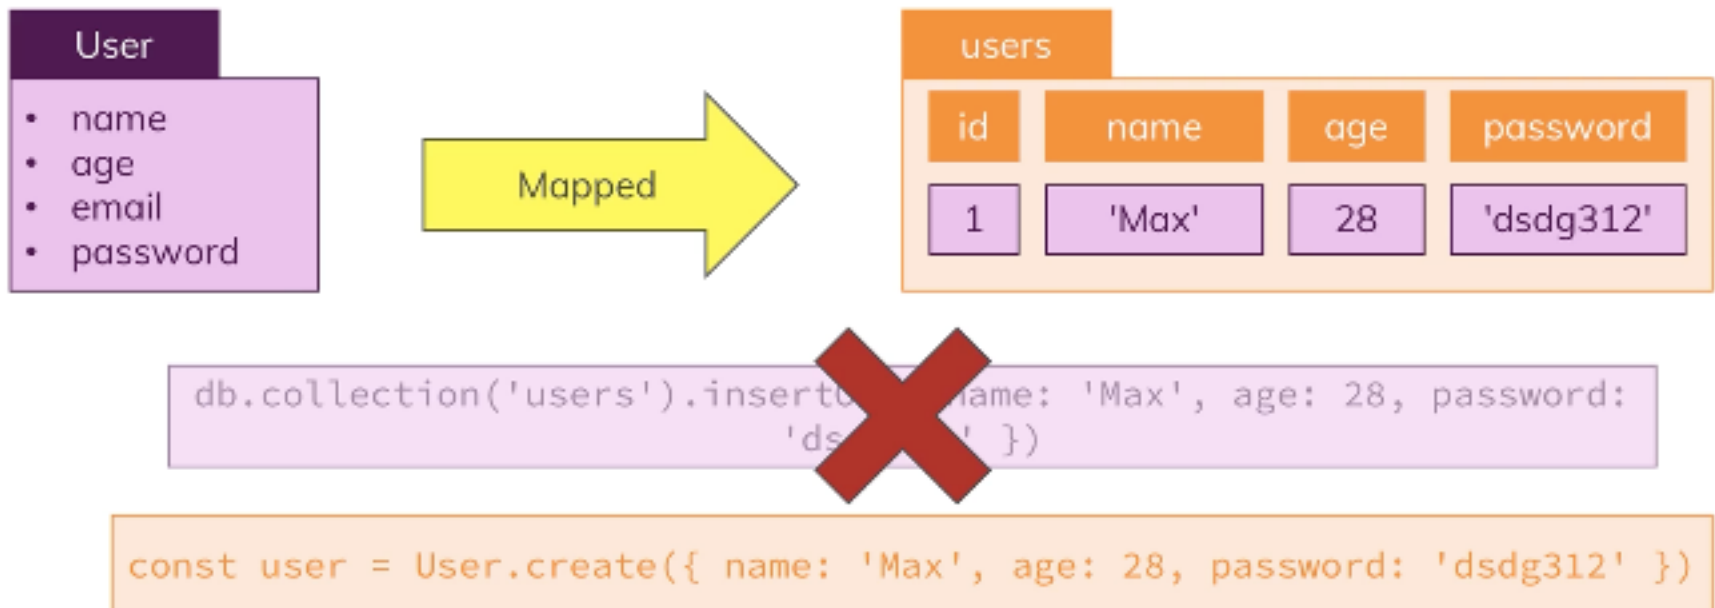 User
• name
• age
• email
• password
Mapped
users
id name age password
1 'Max' 28 'dsdg312'
db.collection('users').insert name: 'Max', age: 28, password:
'ds ' })
const user = User.create({ name: 'Max', age: 28, password: 'dsdg312' })